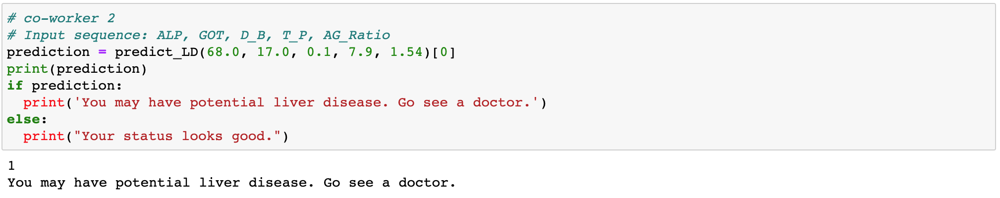 # co-worker 2
# Input sequence: ALP, GOT, D_B, T_P, AG_Ratio
prediction = predict_LD(68.0, 17.0, 0.1, 7.9, 1.54)[0]
print(prediction)
if prediction:
  print('You may have potential liver disease. Go see a doctor.')
else:
  print("Your status looks good.")
1
You may have potential liver disease. Go see a doctor.